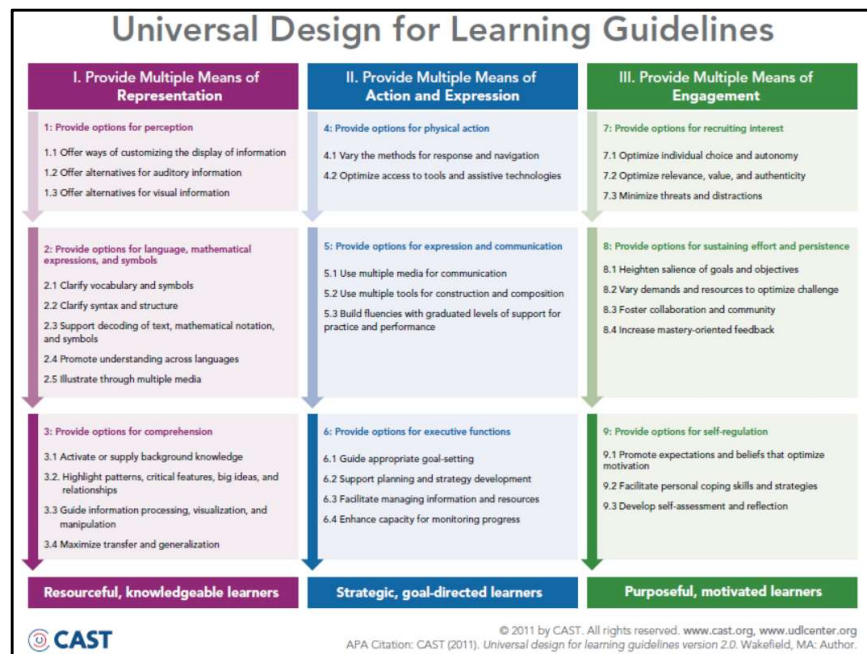 Universal Design for Learning Guidelines
I. Provide Multiple Means of
Representation
1: Provide options for perception
1.1 Offer ways of customizing the display of information
1.2 Offer alternatives for auditory information
1.3 Offer alternatives for visual information
2: Provide options for language, mathematical
expressions, and symbols
2.1 Clarify vocabulary and symbols
2.2 Clarify syntax and structure
2.3 Support decoding of text, mathematical notation,
and symbols
2.4 Promote understanding across languages
2.5 Illustrate through multiple media
3: Provide options for comprehension
3.1 Activate or supply background knowledge
3.2. Highlight patterns, critical features, big ideas, and
relationships
3.3 Guide information processing, visualization, and
manipulation
3.4 Maximize transfer and generalization
Resourceful, knowledgeable learners
II. Provide Multiple Means of
Action and Expression
4: Provide options for physical action
4.1 Vary the methods for response and navigation
4.2 Optimize access to tools and assistive technologies
5: Provide options for expression and communication
5.1 Use multiple media for communication
5.2 Use multiple tools for construction and composition
5.3 Build fluencies with graduated levels of support for
practice and performance
6: Provide options for executive functions
6.1 Guide appropriate goal-setting
6.2 Support planning and strategy development
6.3 Facilitate managing information and resources
6.4 Enhance capacity for monitoring progress
Strategic, goal-directed learners
III. Provide Multiple Means of
Engagement
7: Provide options for recruiting interest
7.1 Optimize individual choice and autonomy
7.2 Optimize relevance, value, and authenticity
7.3 Minimize threats and distractions
8: Provide options for sustaining effort and persistence
8.1 Heighten salience of goals and objectives
8.2 Vary demands and resources to optimize challenge
8.3 Foster collaboration and community
8.4 Increase mastery-oriented feedback
9: Provide options for self-regulation
9.1 Promote expectations and beliefs that optimize
motivation
9.2 Facilitate personal coping skills and strategies
9.3 Develop self-assessment and reflection
Purposeful, motivated learners
CAST
© 2011 by CAST. All rights reserved. www.cast.org, www.udlcenter.org
APA Citation: CAST (2011). Universal design for learning guidelines version 2.0. Wakefield, MA: Author.